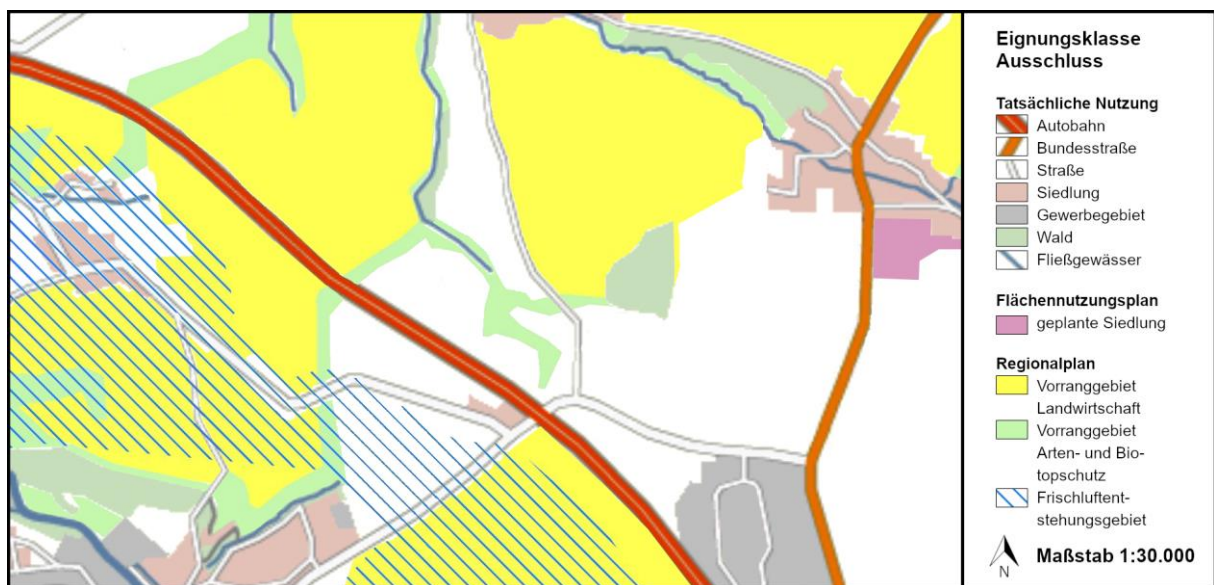 Eignungsklasse
Ausschluss
Tatsächliche Nutzung
Autobahn
Bundesstraße
Straße
Siedlung
Gewerbegebiet
Wald
Fließgewässer
Flächennutzungsplan
geplante Siedlung
Regionalplan
Vorranggebiet
Landwirtschaft
Vorranggebiet
Arten- und Bio-
topschutz
Frischluftent-
stehungsgebiet
N
Maßstab 1:30.000